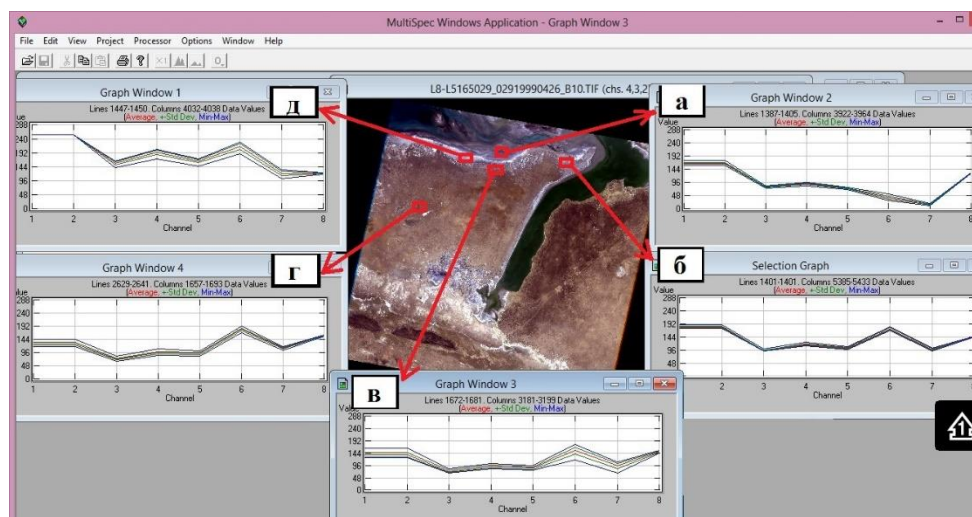 MultiSpec Windows Application - Graph Window 3
File Edit View Project Processor Options Window Help
Graph Window 1
Lines 1447-1450. Columns 4032-4038 Data Values
(Average, +-Std Dev, Min-Max)
288
240
192
144
96
48
0
1 2 3 4 5 6 7 8
Channel
д
L8-L5165029_02919990426_B10.TIF (chs. 4,3,2
а
Graph Window 2
Lines 1387-1405. Columns 3922-3964 Data Values
(Average, +-Std Dev, Min-Max)
Value
288
240
192
144
96
48
0
1 2 3 4 5 6 7 8
Channel
г
Graph Window 4
Lines 2629-2641. Columns 1657-1693 Data Values
(Average, +-Std Dev, Min-Max)
288
240
192
144
96
48
0
1 2 3 4 5 6 7 8
Channel
б
Selection Graph
Lines 1401-1401. Columns 5385-5433 Data Values
(Average, +-Std Dev, Min-Max)
Value
288
240
192
144
96
48
0
1 2 3 4 5 6 7 8
Channel
в
Graph Window 3
Lines 1672-1681. Columns 3181-3199 Data Values
(Average, +-Std Dev, Min-Max)
Value
288
240
192
144
96
48
0
1 2 3 4 5 6 7 8
Channel